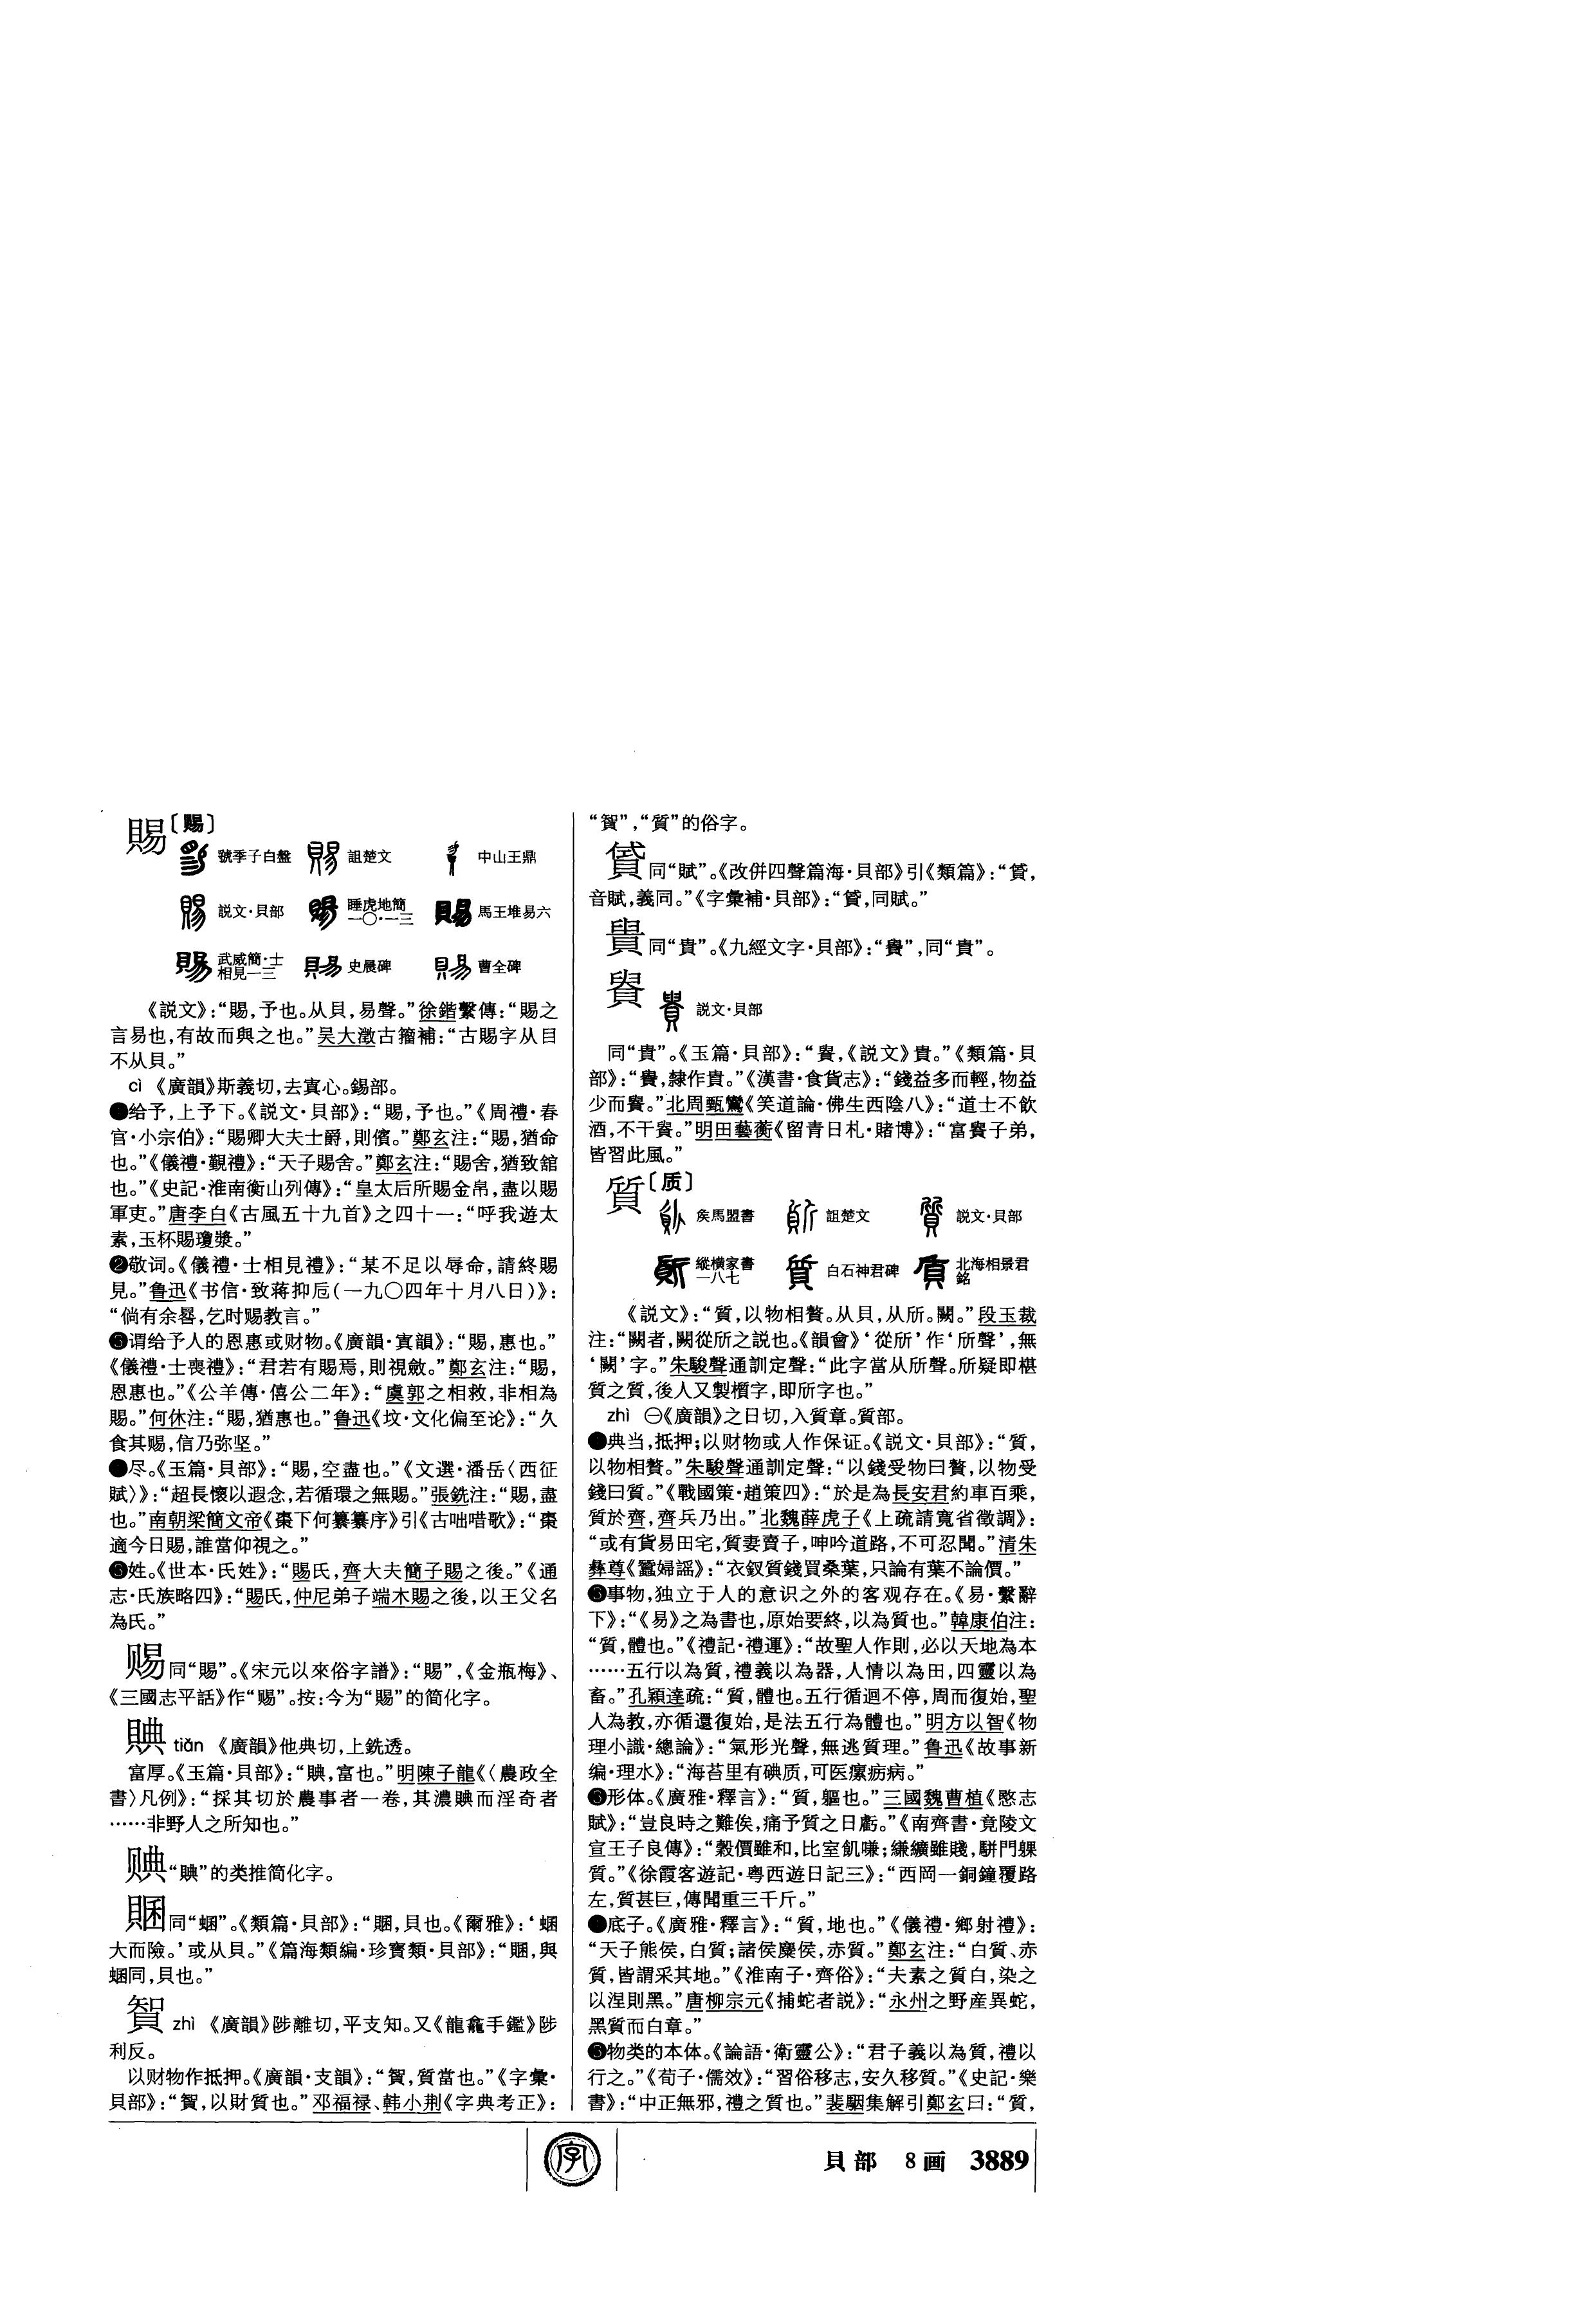 賜〔赐〕
虢季子白盤 詛楚文 中山王鼎
説文·貝部 睡虎地簡一〇·一三 馬王堆易六
武威簡·士相見一三 史晨碑 曹全碑
《説文》：“賜，予也。从貝，易聲。”徐鍇繫傳：“賜之
言易也，有故而與之也。”吴大澂古籀補：“古賜字从目
不从貝。”
cì 《廣韻》斯義切，去寘心。錫部。
❶给予，上予下。《説文·貝部》：“賜，予也。”《周禮·春
官·小宗伯》：“賜卿大夫士爵，則儐。”鄭玄注：“賜，猶命
也。”《儀禮·覲禮》：“天子賜舍。”鄭玄注：“賜舍，猶致舘
也。”《史記·淮南衡山列傳》：“皇太后所賜金帛，盡以賜
軍吏。”唐李白《古風五十九首》之四十一：“呼我遊太
素，玉杯賜瓊漿。”
❷敬词。《儀禮·士相見禮》：“某不足以辱命，請終賜
見。”鲁迅《书信·致蒋抑卮(一九〇四年十月八日)》：
“倘有余晷，乞时赐教言。”
❸谓给予人的恩惠或财物。《廣韻·寘韻》：“賜，惠也。”
《儀禮·士喪禮》：“君若有賜焉，則視斂。”鄭玄注：“賜，
恩惠也。”《公羊傳·僖公二年》：“虞郭之相救，非相為
賜。”何休注：“賜，猶惠也。”鲁迅《坟·文化偏至论》：“久
食其赐，信乃弥坚。”
❹尽。《玉篇·貝部》：“賜，空盡也。”《文選·潘岳〈西征
賦〉》：“超長懷以遐念，若循環之無賜。”張銑注：“賜，盡
也。”南朝梁簡文帝《棗下何纂纂序》引《古咄唶歌》：“棗
適今日賜，誰當仰視之。”
❺姓。《世本·氏姓》：“賜氏，齊大夫簡子賜之後。”《通
志·氏族略四》：“賜氏，仲尼弟子端木賜之後，以王父名
為氏。”
赐 同“賜”。《宋元以來俗字譜》：“賜”，《金瓶梅》、
《三國志平話》作“赐”。按：今为“賜”的简化字。
賟 tiǎn 《廣韻》他典切，上銑透。
富厚。《玉篇·貝部》：“賟，富也。”明陳子龍《〈農政全
書〉凡例》：“採其切於農事者一卷，其濃賟而淫奇者
……非野人之所知也。”
𰷟 “賟”的类推简化字。
䝂 同“蜠”。《類篇·貝部》：“䝂，貝也。《爾雅》：‘蜠
大而險。’或从貝。”《篇海類編·珍寶類·貝部》：“䝂，與
蜠同，貝也。”
䝷 zhì 《廣韻》陟離切，平支知。又《龍龕手鑑》陟
利反。
以财物作抵押。《廣韻·支韻》：“䝷，質當也。”《字彙·
貝部》：“䝷，以財質也。”邓福禄、韩小荆《字典考正》：
“䝷”，“質”的俗字。
同“賦”。《改併四聲篇海·貝部》引《類篇》：“，
音賦，義同。”《字彙補·貝部》：“，同賦。”
同“貴”。《九經文字·貝部》：“”，同“貴”。
説文·貝部
同“貴”。《玉篇·貝部》：“䝿，《説文》貴。”《類篇·貝
部》：“䝿，隸作貴。”《漢書·食貨志》：“錢益多而輕，物益
少而䝿。”北周甄鸞《笑道論·佛生西陰八》：“道士不飲
酒，不干䝿。”明田藝蘅《留青日札·賭博》：“富䝿子弟，
皆習此風。”
質〔质〕
矦馬盟書 詛楚文 説文·貝部
縱横家書一八七 白石神君碑 北海相景君銘
《説文》：“質，以物相贅。从貝，从所。闕。”段玉裁
注：“闕者，闕從所之説也。《韻會》‘從所’作‘所聲’，無
‘闕’字。”朱駿聲通訓定聲：“此字當从所聲。所疑即椹
質之質，後人又製櫍字，即所字也。”
zhì ㊀《廣韻》之日切，入質章。質部。
❶典当，抵押；以财物或人作保证。《説文·貝部》：“質，
以物相贅。”朱駿聲通訓定聲：“以錢受物曰贅，以物受
錢曰質。”《戰國策·趙策四》：“於是為長安君約車百乘，
質於齊，齊兵乃出。”北魏薛虎子《上疏請寬省徵調》：
“或有貨易田宅，質妻賣子，呻吟道路，不可忍聞。”清朱
彝尊《蠶婦謡》：“衣釵質錢買桑葉，只論有葉不論價。”
❷事物，独立于人的意识之外的客观存在。《易·繫辭
下》：“《易》之為書也，原始要終，以為質也。”韓康伯注：
“質，體也。”《禮記·禮運》：“故聖人作則，必以天地為本
……五行以為質，禮義以為器，人情以為田，四靈以為
畜。”孔穎達疏：“質，體也。五行循迴不停，周而復始，聖
人為教，亦循還復始，是法五行為體也。”明方以智《物
理小識·總論》：“氣形光聲，無逃質理。”鲁迅《故事新
编·理水》：“海苔里有碘质，可医瘰疬病。”
❸形体。《廣雅·釋言》：“質，軀也。”三國魏曹植《愍志
賦》：“豈良時之難俟，痛予質之日虧。”《南齊書·竟陵文
宣王子良傳》：“穀價雖和，比室飢嗛；縑纊雖賤，駢門躶
質。”《徐霞客遊記·粤西遊日記三》：“西岡一銅鐘覆路
左，質甚巨，傳聞重三千斤。”
❹底子。《廣雅·釋言》：“質，地也。”《儀禮·鄉射禮》：
“天子熊侯，白質；諸侯麋侯，赤質。”鄭玄注：“白質、赤
質，皆謂采其地。”《淮南子·齊俗》：“夫素之質白，染之
以涅則黑。”唐柳宗元《捕蛇者説》：“永州之野産異蛇，
黑質而白章。”
❺物类的本体。《論語·衛靈公》：“君子義以為質，禮以
行之。”《荀子·儒效》：“習俗移志，安久移質。”《史記·樂
書》：“中正無邪，禮之質也。”裴駰集解引鄭玄曰：“質，
字
貝部 8画 3889